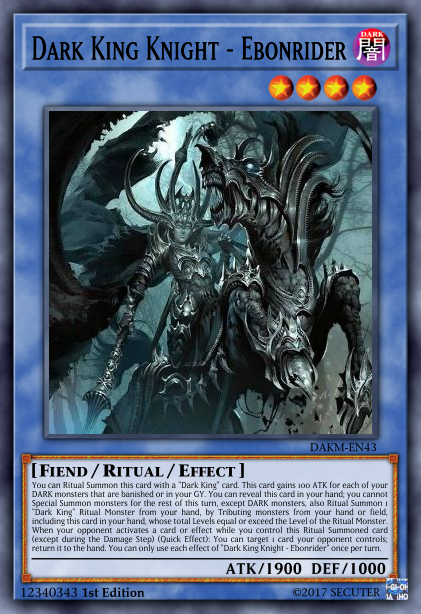 Dark King Knight - Ebonrider
DARK
闇
DAKM-EN43
[Fiend / Ritual / Effect]
You can Ritual Summon this card with a "Dark King" card. This card gains 100 ATK for each of your
DARK monsters that are banished or in your GY. You can reveal this card in your hand; you cannot
Special Summon monsters for the rest of this turn, except DARK monsters, also Ritual Summon 1
"Dark King" Ritual Monster from your hand, by Tributing monsters from your hand or field,
including this card in your hand, whose total Levels equal or exceed the Level of the Ritual Monster.
When your opponent activates a card or effect while you control this Ritual Summoned card
(except during the Damage Step) (Quick Effect): You can target 1 card your opponent controls;
return it to the hand. You can only use each effect of "Dark King Knight - Ebonrider" once per turn.
ATK/1900 DEF/1000
12340343 1st Edition
©2017 SECUTER